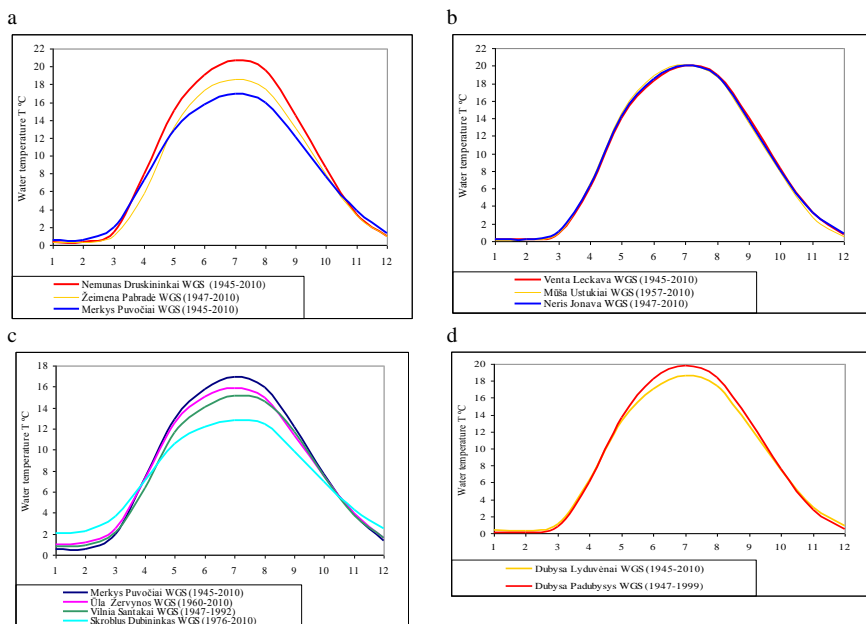 a
Water temperature T ºC
22
20
18
16
14
12
10
8
6
4
2
0
1 2 3 4 5 6 7 8 9 10 11 12
Nemunas Druskininkai WGS (1945-2010)
Žeimena Pabradė WGS (1947-2010)
Merkys Puvočiai WGS (1945-2010)
b
Water temperature T ºC
22
20
18
16
14
12
10
8
6
4
2
0
1 2 3 4 5 6 7 8 9 10 11 12
Venta Leckava WGS (1945-2010)
Mūša Ustukiai WGS (1957-2010)
Neris Jonava WGS (1947-2010)
c
Water temperature T ºC
18
16
14
12
10
8
6
4
2
0
1 2 3 4 5 6 7 8 9 10 11 12
Merkys Puvočiai WGS (1945-2010)
Ūla Zervynos WGS (1960-2010)
Vilnia Santakai WGS (1947-1992)
Skroblus Dubininkas WGS (1976-2010)
d
Water temperature T ºC
20
18
16
14
12
10
8
6
4
2
0
1 2 3 4 5 6 7 8 9 10 11 12
Dubysa Lyduvėnai WGS (1945-2010)
Dubysa Padubysys WGS (1947-1999)